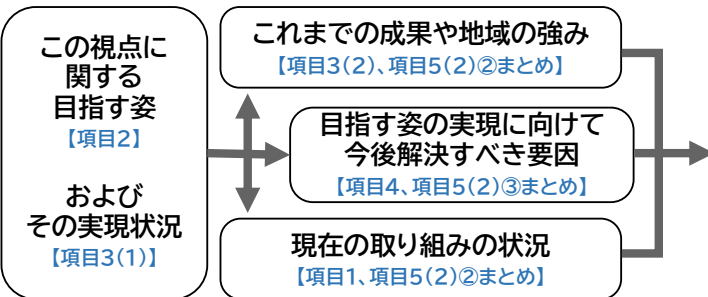 この視点に
関する
目指す姿
【項目2】
および
その実現状況
【項目3(1)】
これまでの成果や地域の強み
【項目3(2)、項目5(2)②まとめ】
目指す姿の実現に向けて
今後解決すべき要因
【項目4、項目5(2)③まとめ】
現在の取り組みの状況
【項目1、項目5(2)②まとめ】